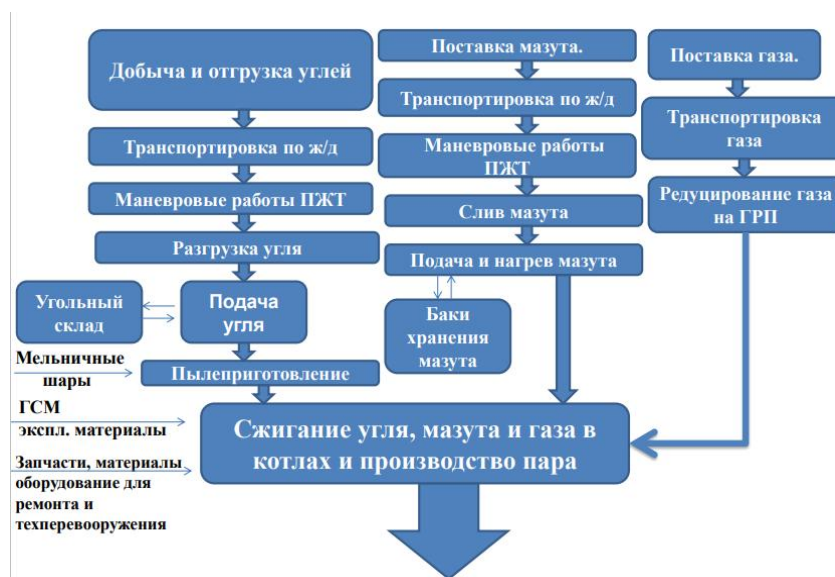 Добыча и отгрузка углей
Транспортировка по ж/д
Маневровые работы ПЖТ
Разгрузка угля
Угольный
склад
Подача
угля
Мельничные
шары
Пылеприготовление
ГСМ
экспл. материалы
Запчасти, материалы
оборудование для
ремонта и
техперевооружения
Поставка мазута.
Транспортировка по ж/д
Маневровые работы
ПЖТ
Слив мазута
Подача и нагрев мазута
Баки
хранения
мазута
Поставка газа.
Транспортировка
газа
Редуцирование газа
на ГРП
Сжигание угля, мазута и газа в
котлах и производство пара